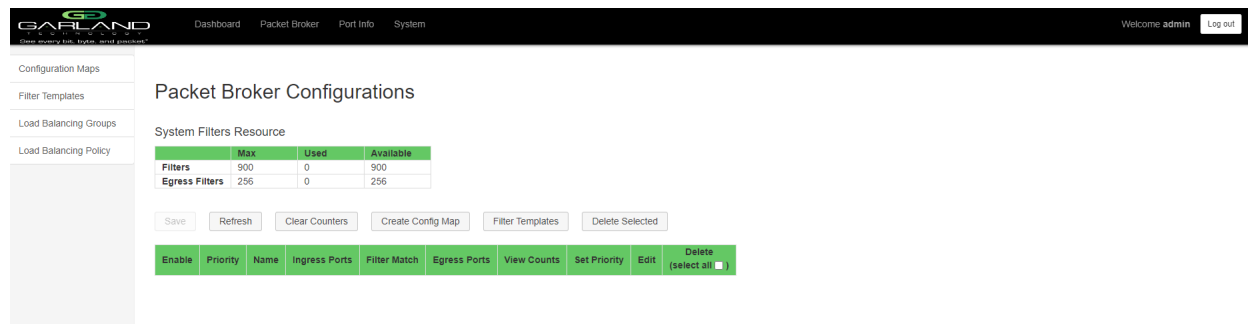 GARLAND
TECHNOLOGY
See every bit, byte, and packet®
Dashboard Packet Broker Port Info System
Welcome admin Log out
Configuration Maps
Filter Templates
Load Balancing Groups
Load Balancing Policy
Packet Broker Configurations
System Filters Resource
Max Used Available
Filters 900 0 900
Egress Filters 256 0 256
Save Refresh Clear Counters Create Config Map Filter Templates Delete Selected
Enable Priority Name Ingress Ports Filter Match Egress Ports View Counts Set Priority Edit Delete
(select all )